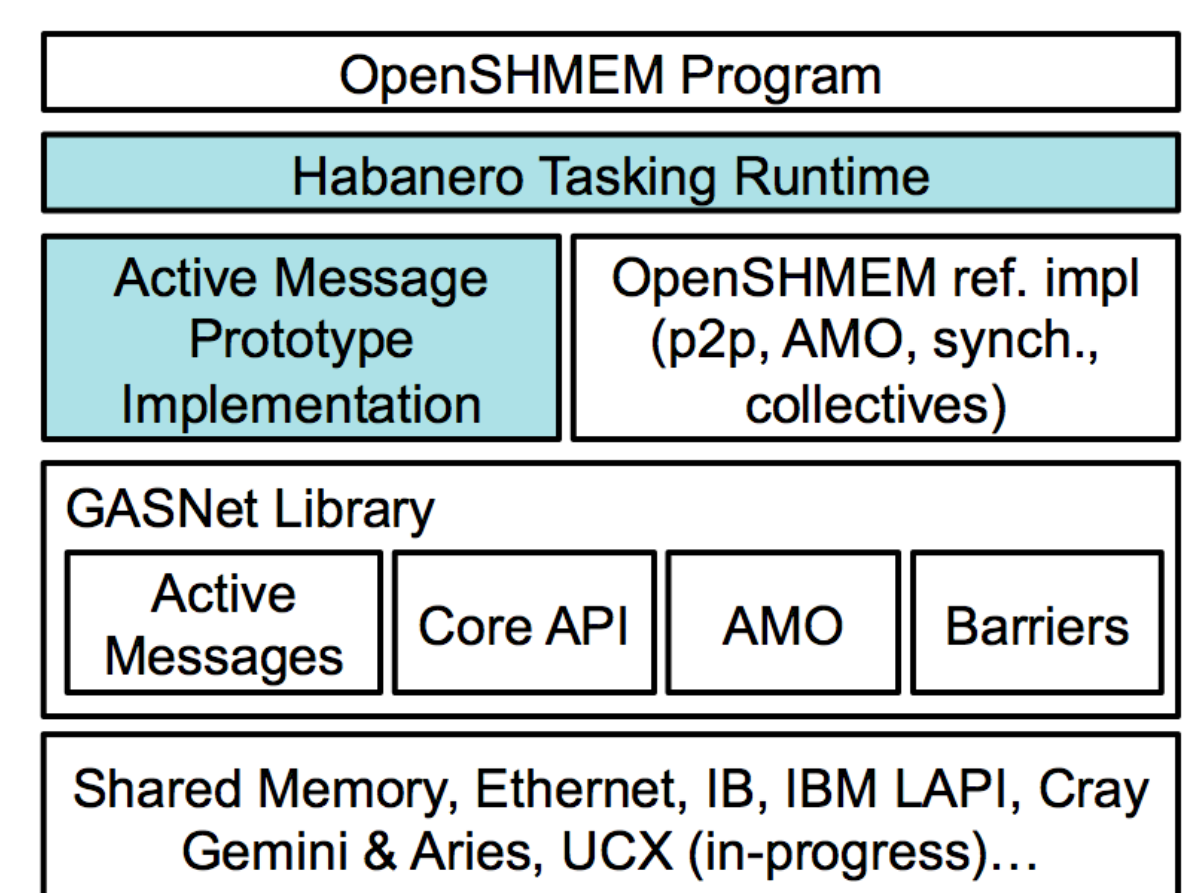 OpenSHMEM Program
Habanero Tasking Runtime
Active Message
Prototype
Implementation
OpenSHMEM ref. impl
(p2p, AMO, synch.,
collectives)
GASNet Library
Active
Messages
Core API
AMO
Barriers
Shared Memory, Ethernet, IB, IBM LAPI, Cray
Gemini & Aries, UCX (in-progress)…